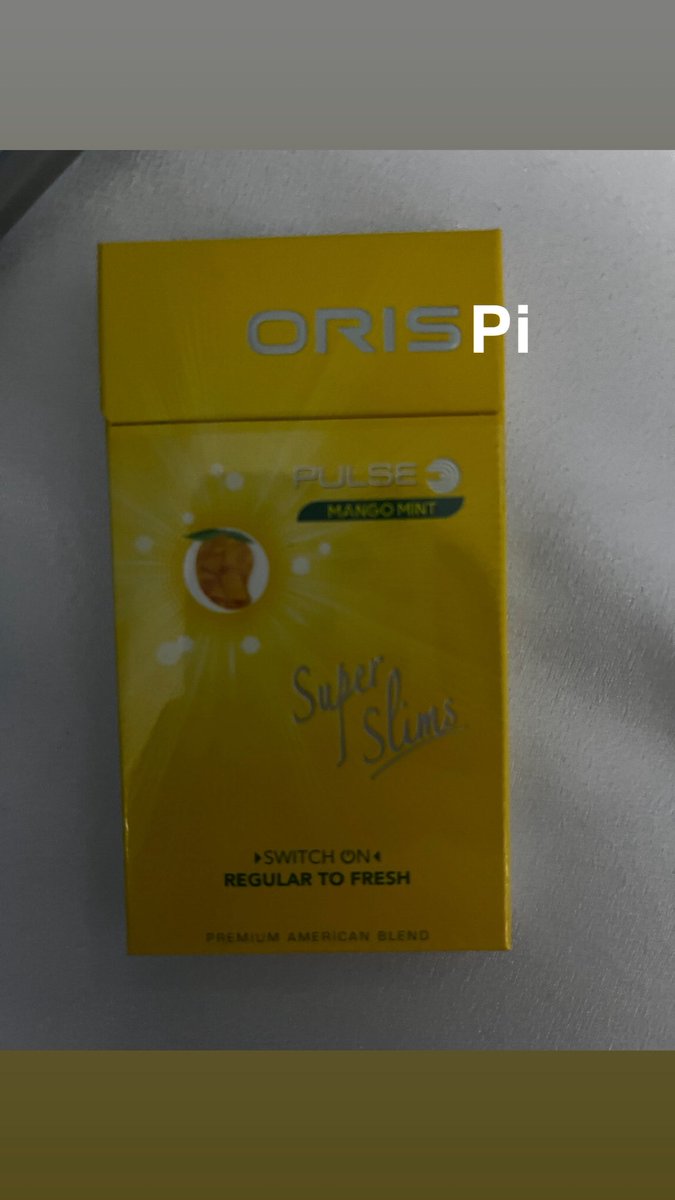 ORISPi
PULSE
MANGO MINT
Super
Slims
SWITCH ON
REGULAR TO FRESH
PREMIUM AMERICAN BLEND